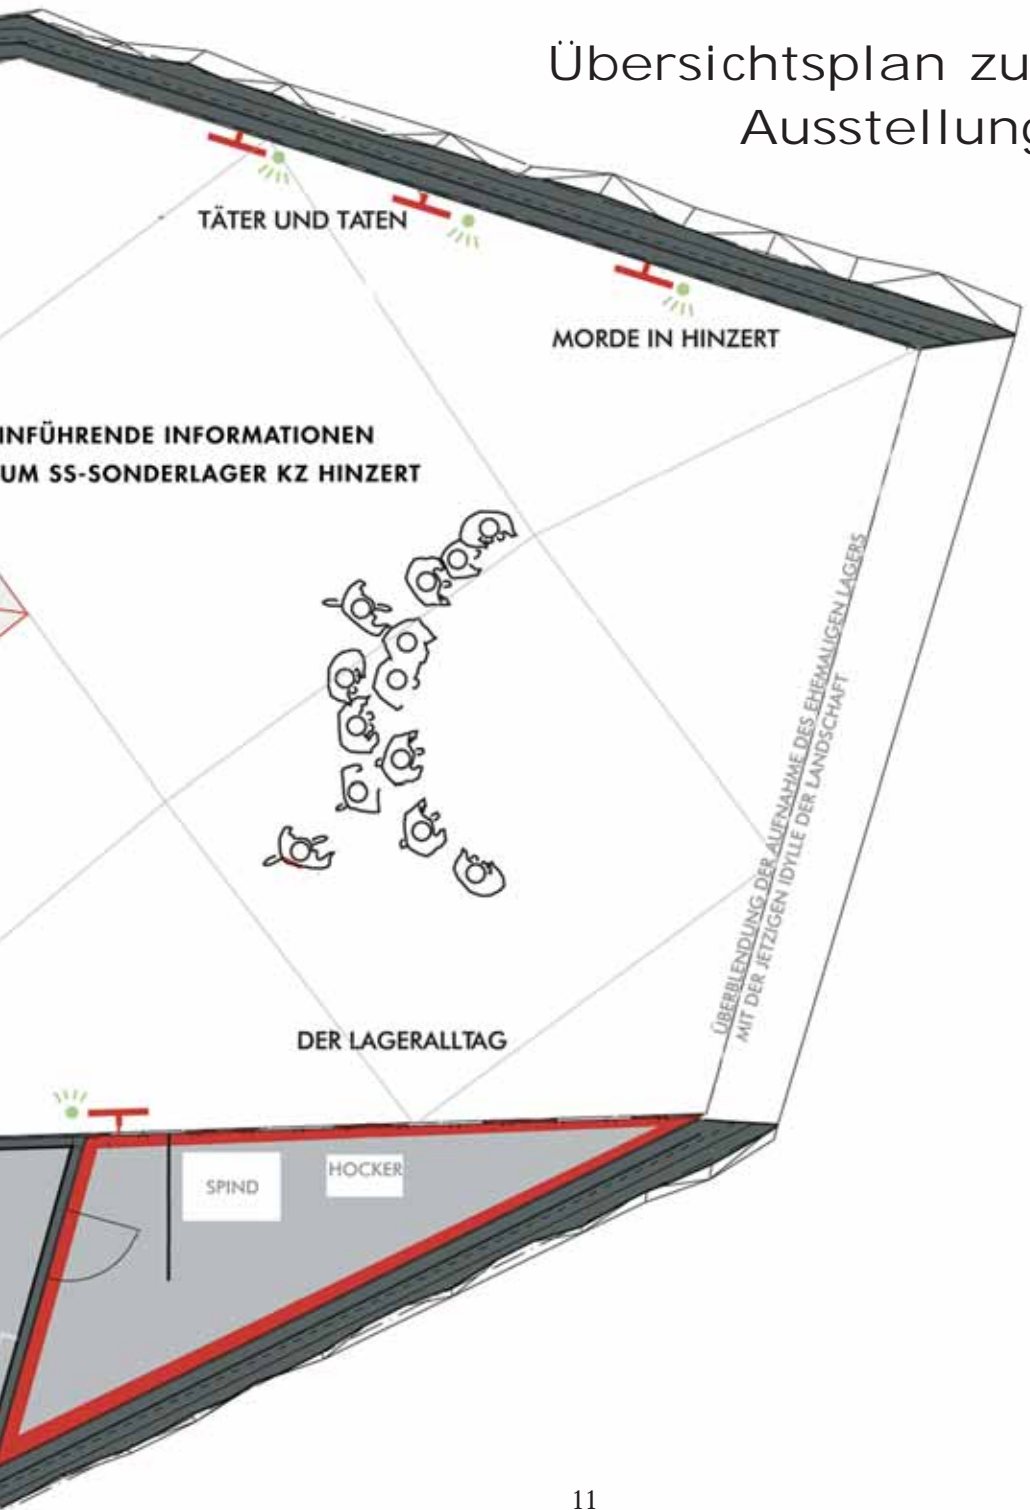 Übersichtsplan zu
Ausstellung
TÄTER UND TATEN
MORDE IN HINZERT
INFÜHRENDE INFORMATIONEN
UM SS-SONDERLAGER KZ HINZERT
ÜBERBLENDUNG DER AUFNAHME DES EHEMALIGEN LAGERS
MIT DER JETZIGEN IDYLLE DER LANDSCHAFT
DER LAGERALLTAG
SPIND
HOCKER
11